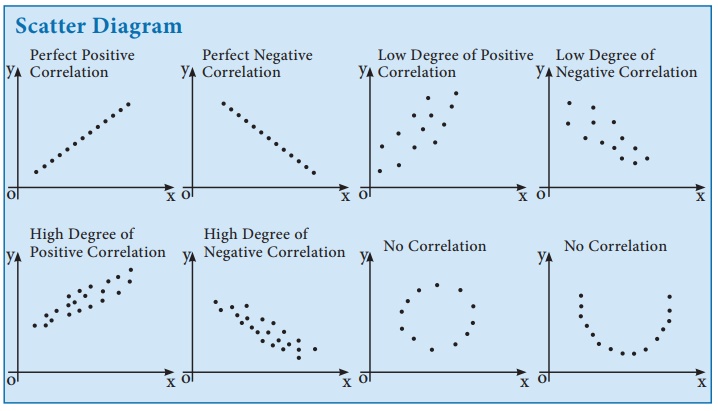 Scatter Diagram
Perfect Positive
Correlation
y
o
x
Perfect Negative
Correlation
y
o
x
Low Degree of Positive
Correlation
y
o
x
Low Degree of
Negative Correlation
y
o
x
High Degree of
Positive Correlation
y
o
x
High Degree of
Negative Correlation
y
o
x
No Correlation
y
o
x
No Correlation
y
o
x